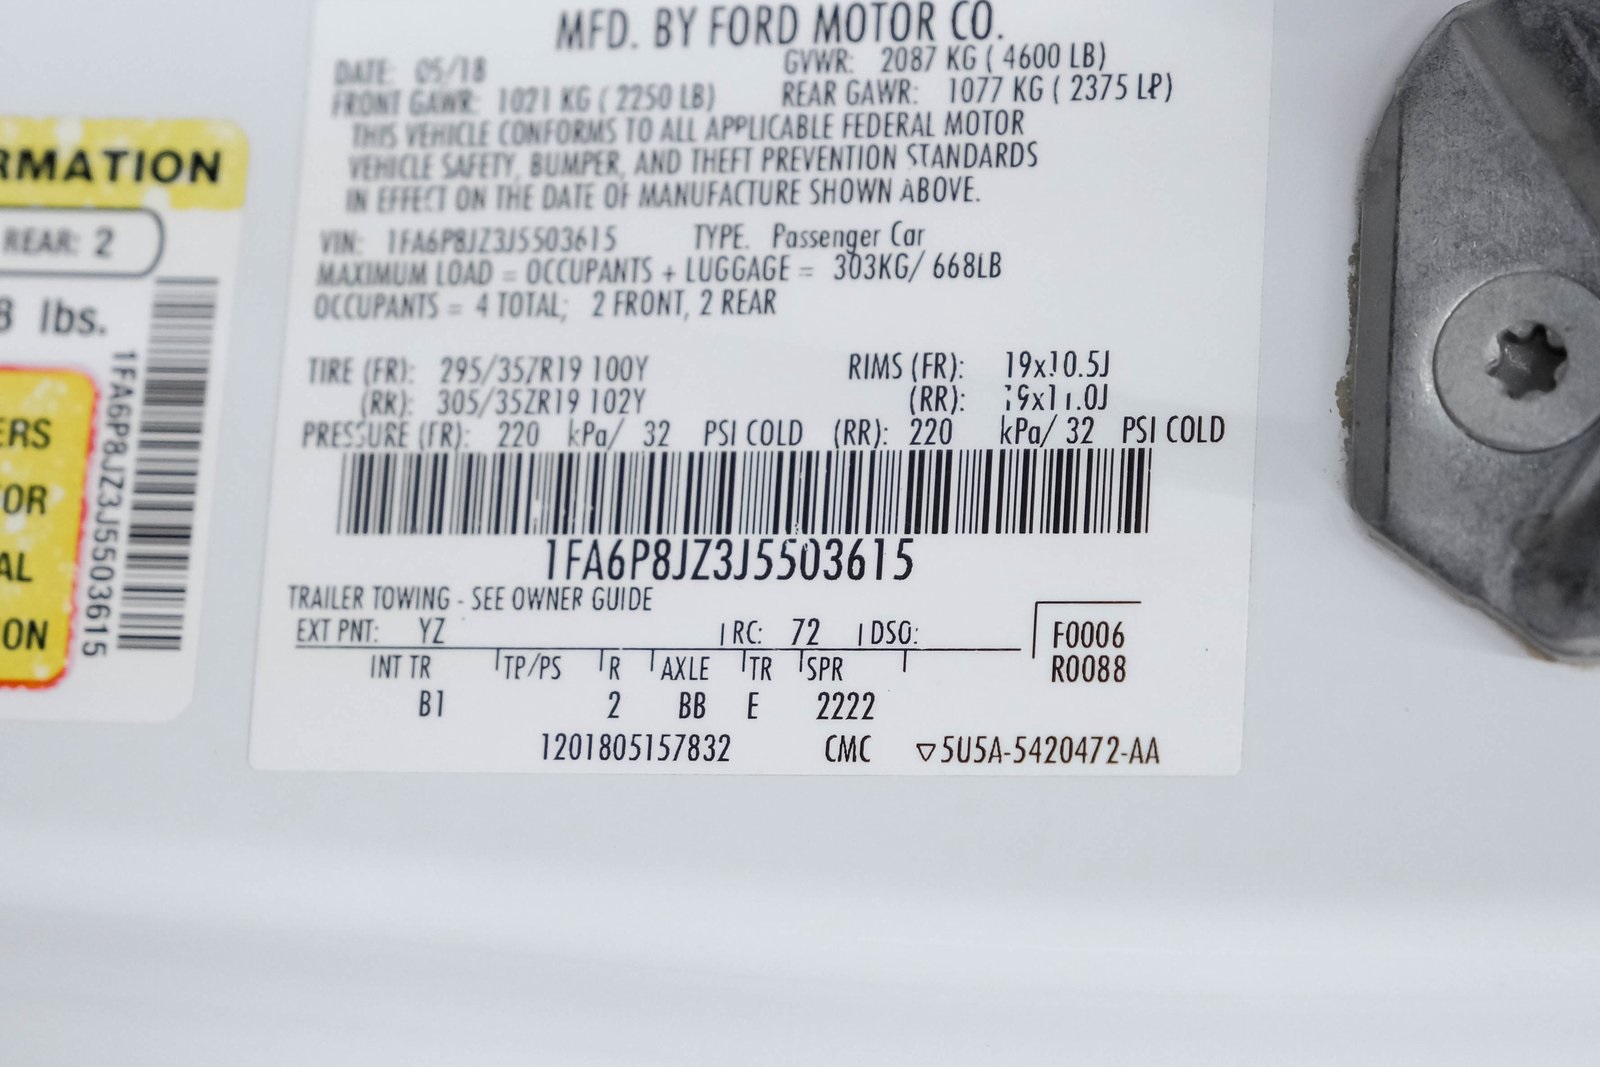 MFD. BY FORD MOTOR CO.
DATE: 05/18 GVWR: 2087 KG ( 4600 LB)
FRONT GAWR: 1021 KG ( 2250 LB) REAR GAWR: 1077 KG ( 2375 LB)
THIS VEHICLE CONFORMS TO ALL APPLICABLE FEDERAL MOTOR
VEHICLE SAFETY, BUMPER, AND THEFT PREVENTION STANDARDS
IN EFFECT ON THE DATE OF MANUFACTURE SHOWN ABOVE.
VIN: 1FA6P8JZ3J5503615 TYPE. Passenger Car
MAXIMUM LOAD = OCCUPANTS + LUGGAGE = 303KG/ 668LB
OCCUPANTS = 4 TOTAL; 2 FRONT, 2 REAR
TIRE (FR): 295/35ZR19 100Y RIMS (FR): 19x10.5J
(RR): 305/35ZR19 102Y (RR): 19x11.0J
PRESSURE (FR): 220 kPa/ 32 PSI COLD (RR): 220 kPa/ 32 PSI COLD
1FA6P8JZ3J5503615
TRAILER TOWING - SEE OWNER GUIDE
EXT PNT: YZ RC: 72 DSO: F0006
INT TR TP/PS R AXLE TR SPR R0088
B1 2 BB E 2222
1201805157832 CMC ▽5U5A-5420472-AA
RMATION
REAR: 2
8 lbs.
1FA6P8JZ3J5503615
ERS
OR
AL
ON